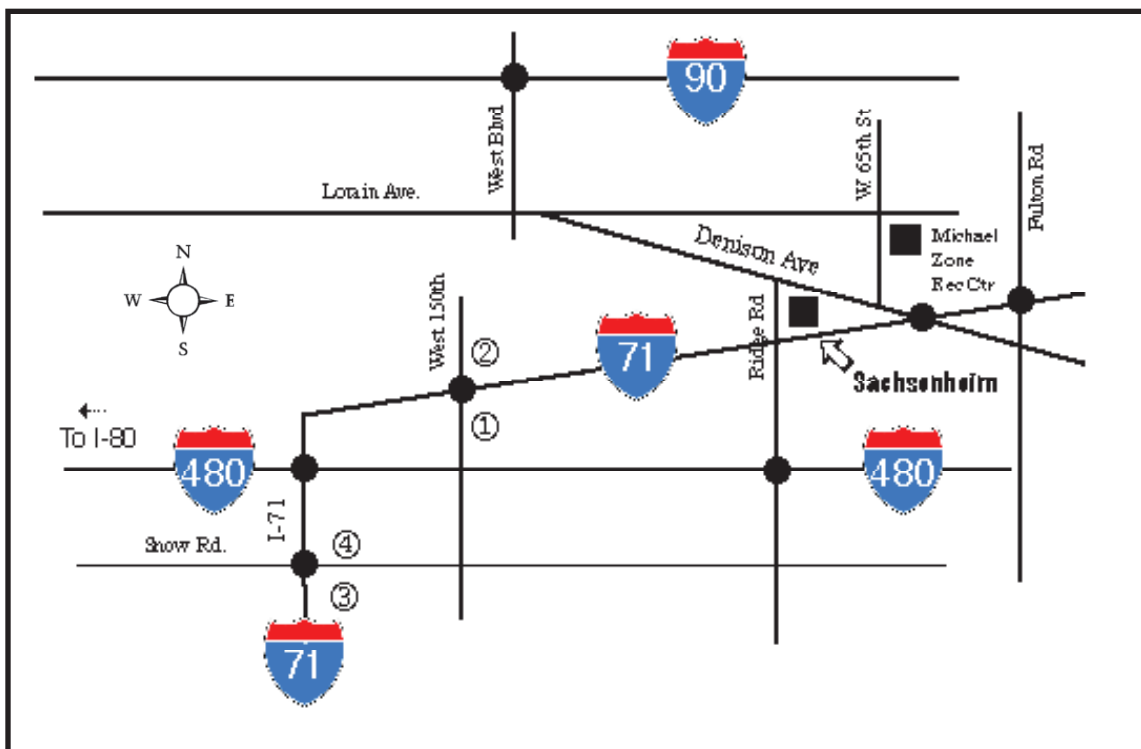 90
West Blvd
W. 65th St
Fulton Rd
Lorain Ave.
Denison Ave
Michael
Zone
Rec Ctr
N
W
E
S
West 150th
②
71
Ridge Rd
Sachsenheim
①
To I-80
480
480
I-71
Snow Rd.
④
③
71